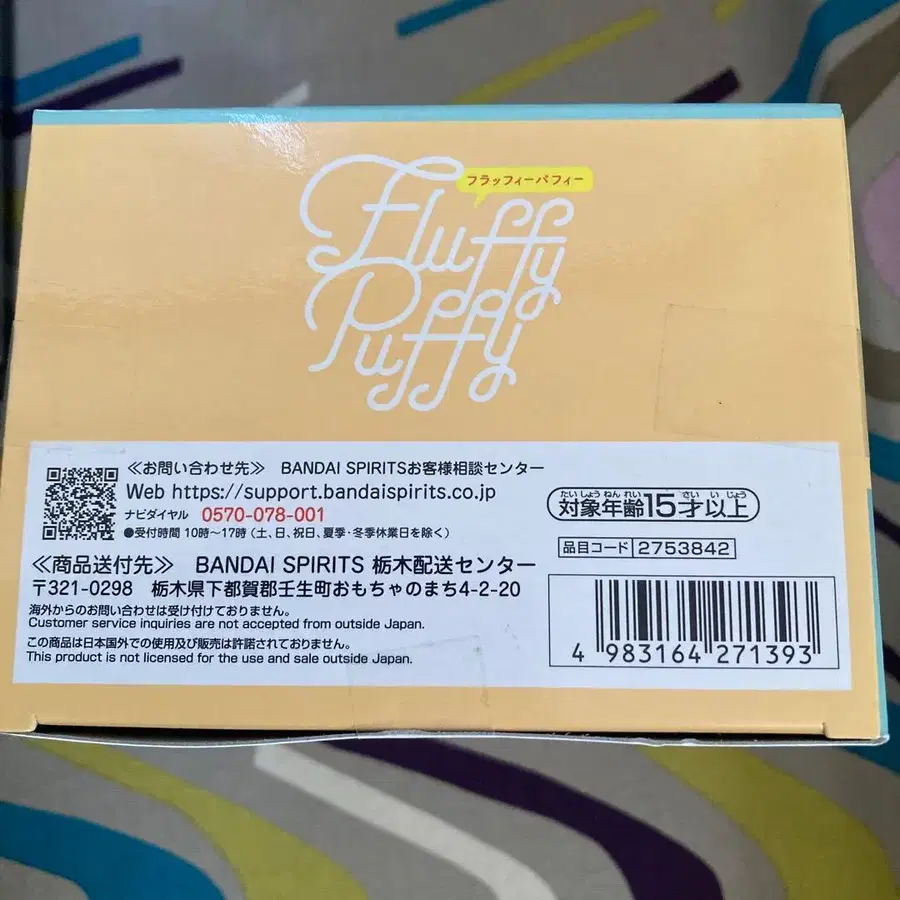 フラッフィーパフィー
Fluffy
Puffy
≪お問い合わせ先≫ BANDAI SPIRITSお客様相談センター
Web https://support.bandaispirits.co.jp
ナビダイヤル 0570-078-001
●受付時間 10時～17時（土、日、祝日、夏季・冬季休業日を除く）
≪商品送付先≫ BANDAI SPIRITS 栃木配送センター
〒321-0298 栃木県下都賀郡壬生町おもちゃのまち4-2-20
海外からのお問い合わせは受け付けておりません。
Customer service inquiries are not accepted from outside Japan.
この商品は日本国外での使用及び販売は許諾されておりません。
This product is not licensed for the use and sale outside Japan.
たいしょうねんれい さい いじょう
対象年齢15才以上
品目コード 2753842
4 983164 271393